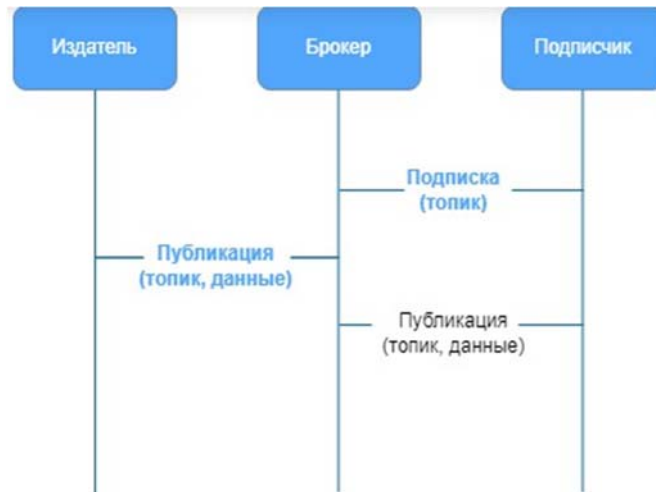 Издатель
Брокер
Подписчик
Подписка
(топик)
Публикация
(топик, данные)
Публикация
(топик, данные)